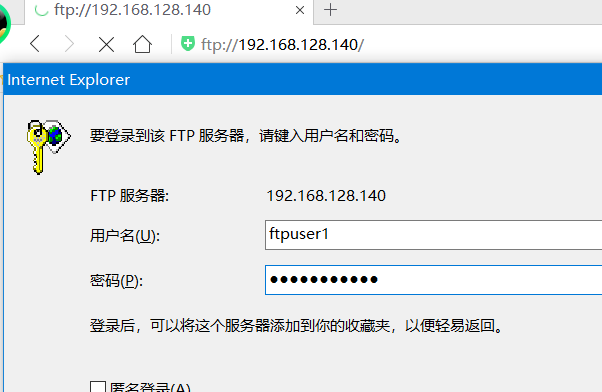 ftp://192.168.128.140
ftp://192.168.128.140/
Internet Explorer
要登录到该 FTP 服务器，请键入用户名和密码。
FTP 服务器: 192.168.128.140
用户名(U): ftpuser1
密码(P): ●●●●●●●●●●●
登录后，可以将这个服务器添加到你的收藏夹，以便轻易返回。
匿名登录(A)